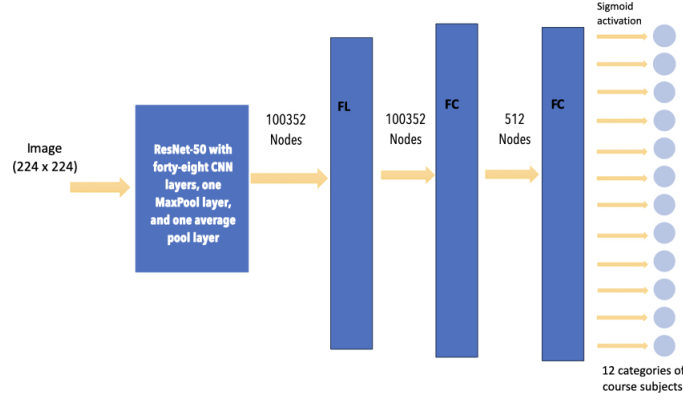 Image
(224 x 224)
ResNet-50 with
forty-eight CNN
layers, one
MaxPool layer,
and one average
pool layer
100352
Nodes
FL
100352
Nodes
FC
512
Nodes
FC
Sigmoid
activation
12 categories of
course subjects